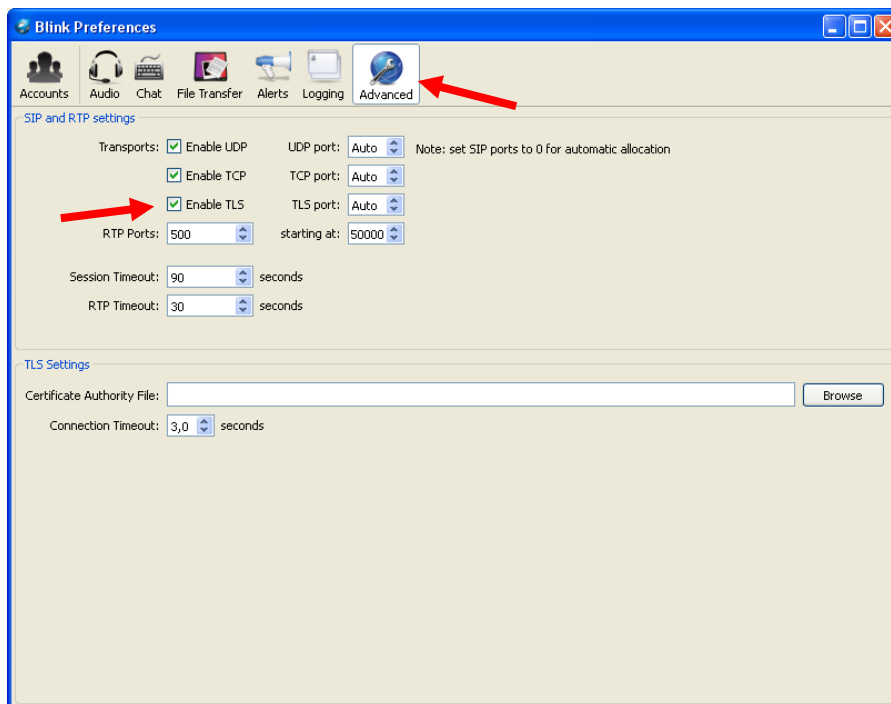 Blink Preferences
Accounts Audio Chat File Transfer Alerts Logging Advanced
SIP and RTP settings
Transports: Enable UDP UDP port: Auto Note: set SIP ports to 0 for automatic allocation
Enable TCP TCP port: Auto
Enable TLS TLS port: Auto
RTP Ports: 500 starting at: 50000
Session Timeout: 90 seconds
RTP Timeout: 30 seconds
TLS Settings
Certificate Authority File: Browse
Connection Timeout: 3,0 seconds